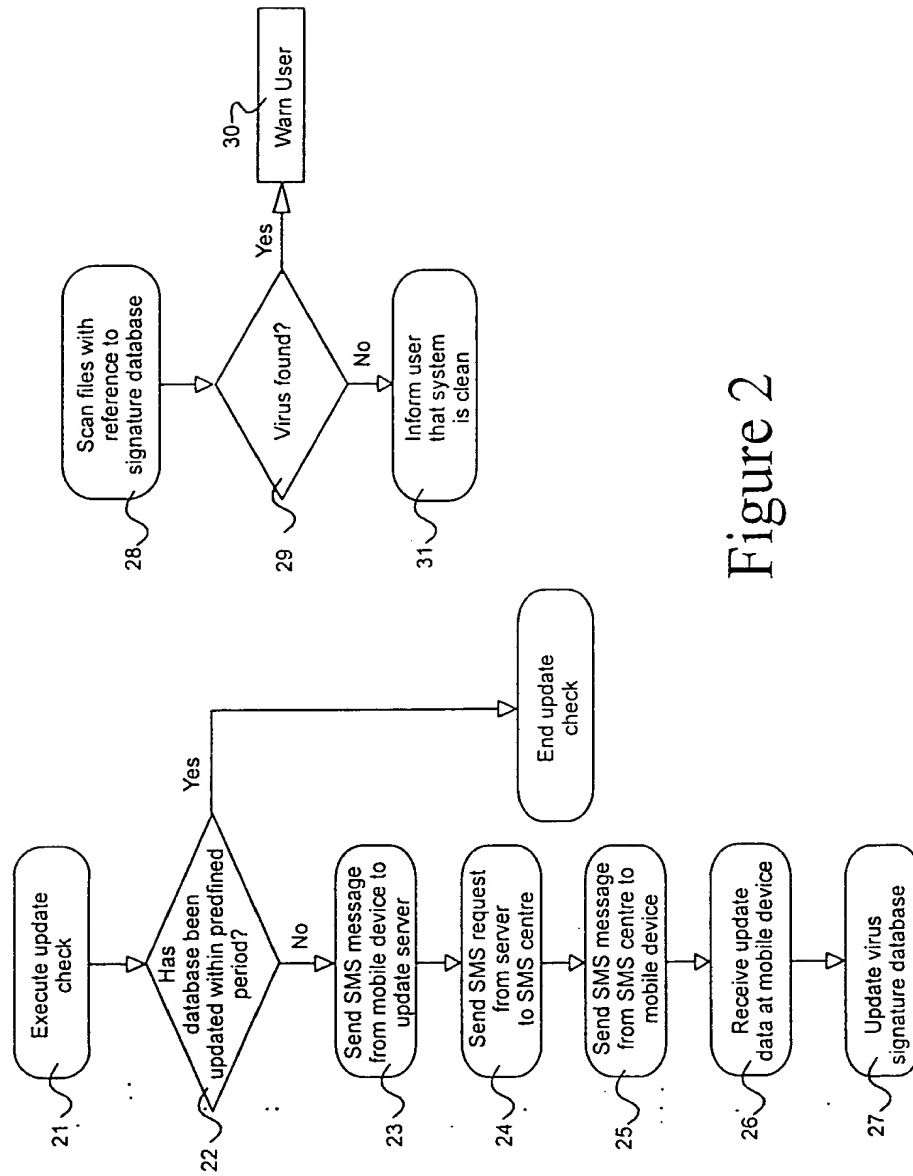 21
Execute update
check
22
Has
database been
updated within predfined
period?
Yes
No
End update
check
23
Send SMS message
from mobile device to
update server
24
Send SMS request
from server
to SMS centre
25
Send SMS message
from SMS centre to
mobile device
26
Receive update
data at mobile device
27
Update virus
signature database
28
Scan files with
reference to
signature database
29
Virus found?
Yes
30
Warn User
No
31
Inform user
that system
is clean
Figure 2